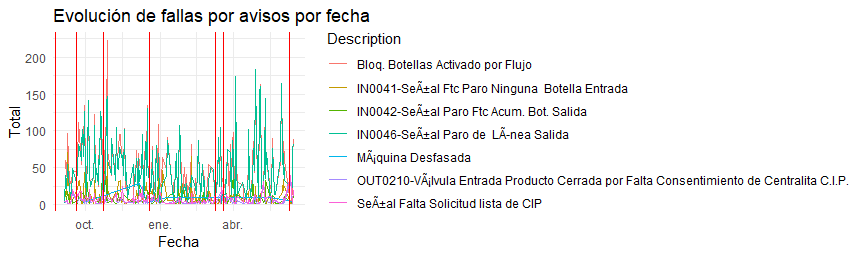 Evolución de fallas por avisos por fecha
Total
200
150
100
50
0
oct.
ene.
abr.
Fecha
Description
Bloq. Botellas Activado por Flujo
IN0041-SeÃ±al Ftc Paro Ninguna  Botella Entrada
IN0042-SeÃ±al Paro Ftc Acum. Bot. Salida
IN0046-SeÃ±al Paro de  LÃ-nea Salida
MÃ¡quina Desfasada
OUT0210-VÃ¡lvula Entrada Producto Cerrada por Falta Consentimiento de Centralita C.I.P.
SeÃ±al Falta Solicitud lista de CIP